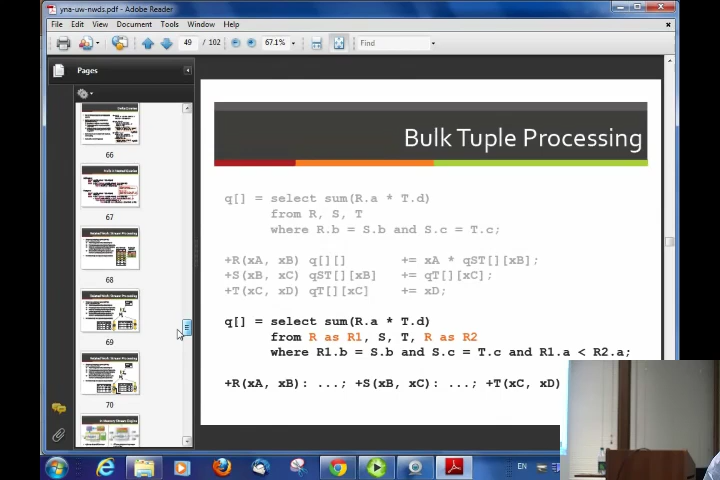 yna-uw-nwds.pdf - Adobe Reader
File Edit View Document Tools Window Help
49 / 102 67.1% Find
Pages
66
67
68
69
70
Bulk Tuple Processing
q[] = select sum(R.a * T.d)
from R, S, T
where R.b = S.b and S.c = T.c;
+R(xA, xB) q[][] += xA * qST[][xB];
+S(xB, xC) qST[][xB] += qT[][xC];
+T(xC, xD) qT[][xC] += xD;
q[] = select sum(R.a * T.d)
from R as R1, S, T, R as R2
where R1.b = S.b and S.c = T.c and R1.a < R2.a;
+R(xA, xB): ...; +S(xB, xC): ...; +T(xC, xD)
EN